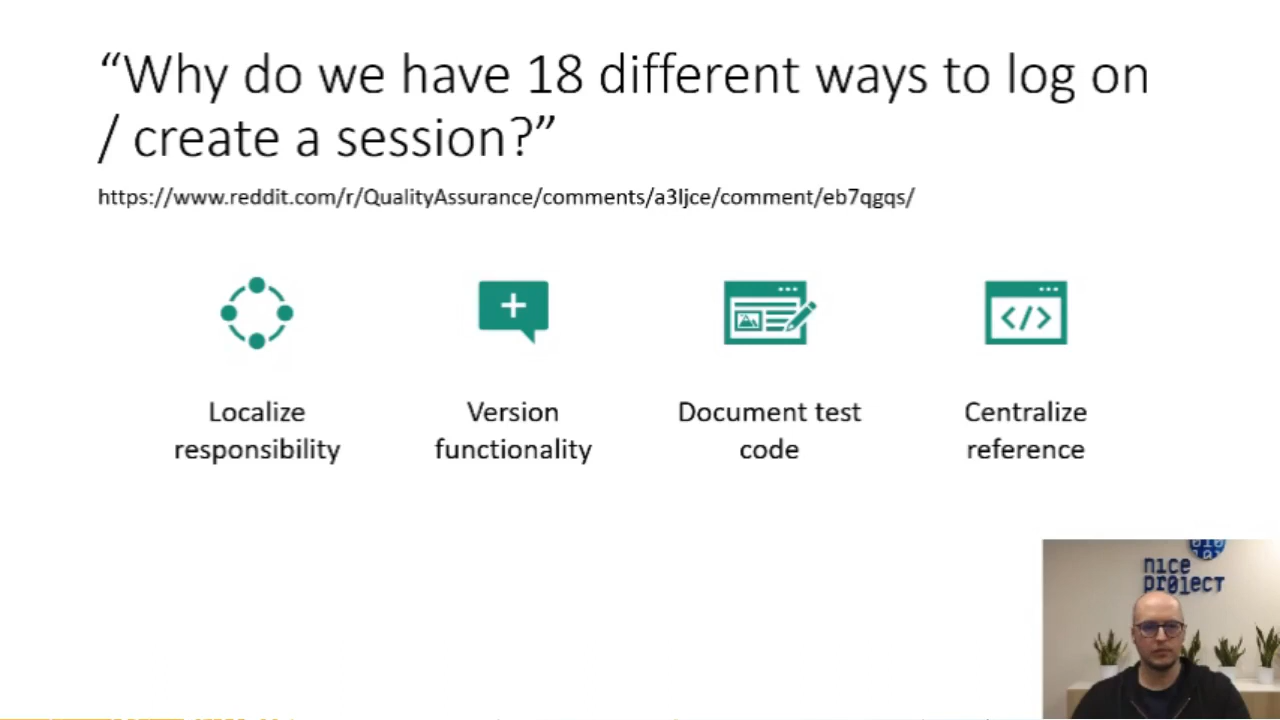 “Why do we have 18 different ways to log on
/ create a session?”
https://www.reddit.com/r/QualityAssurance/comments/a3ljce/comment/eb7qgqs/
Localize
responsibility
Version
functionality
Document test
code
Centralize
reference
nice
project